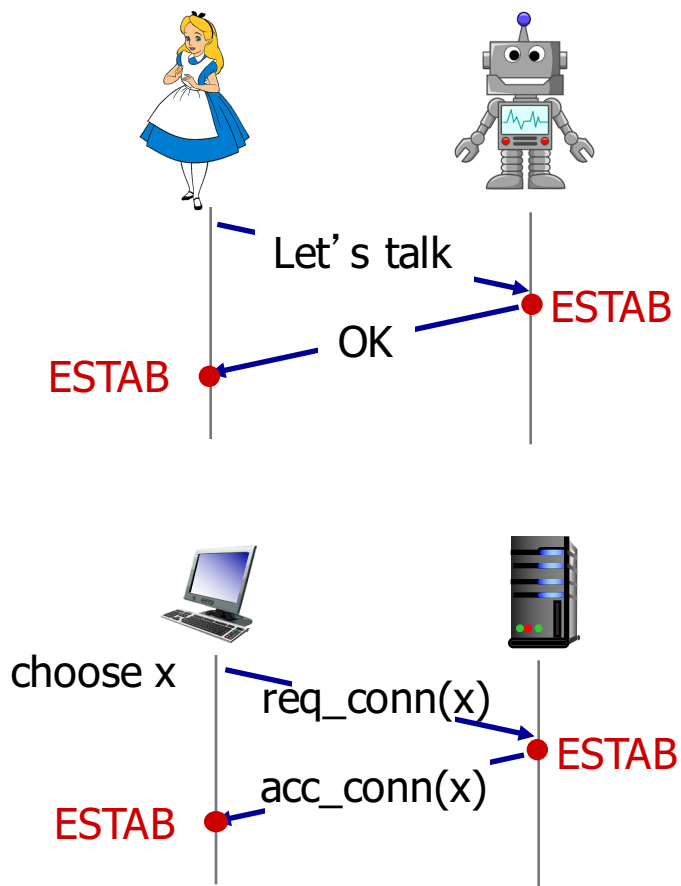 Let’s talk
ESTAB
OK
ESTAB
choose x
req_conn(x)
ESTAB
acc_conn(x)
ESTAB